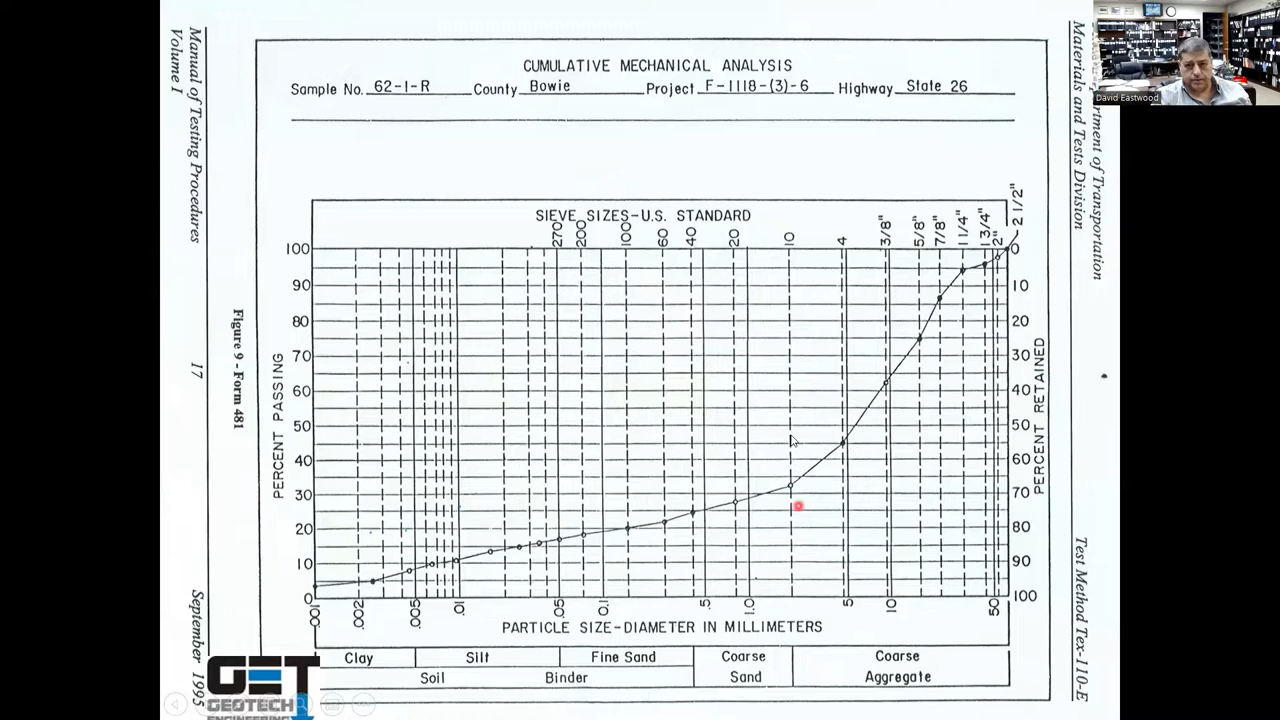 CUMULATIVE MECHANICAL ANALYSIS
Sample No. 62-1-R County Bowie Project F-1118-(3)-6 Highway State 26
SIEVE SIZES-U.S. STANDARD
270 200 100 60 40 20 10 4 3/8" 5/8" 7/8" 1 1/4" 1 3/4" 2" 2 1/2"
PERCENT PASSING
100
90
80
70
60
50
40
30
20
10
0
PERCENT RETAINED
0
10
20
30
40
50
60
70
80
90
100
.001 .002 .005 .01 .05 0.1 .5 1.0 5 10 50
PARTICLE SIZE-DIAMETER IN MILLIMETERS
Clay Silt Fine Sand Coarse Coarse
Soil Binder Sand Aggregate
Manual of Testing Procedures
Volume I
17
September 1995
Figure 9 - Form 481
artment of Transportation
Materials and Tests Division
Test Method Tex-110-E
David Eastwood
GET
GEOTECH
ENGINEERING